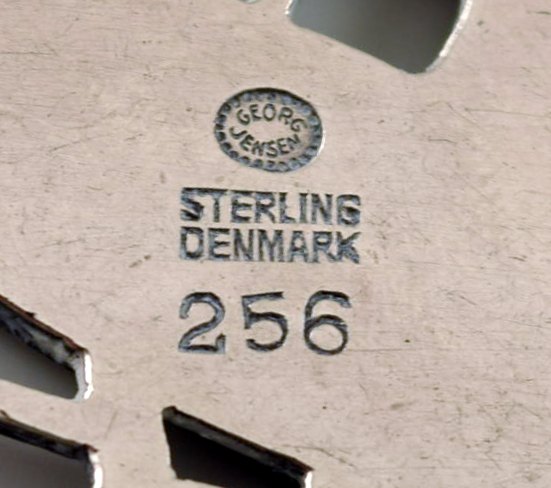 GEORG
JENSEN
STERLING
DENMARK
256